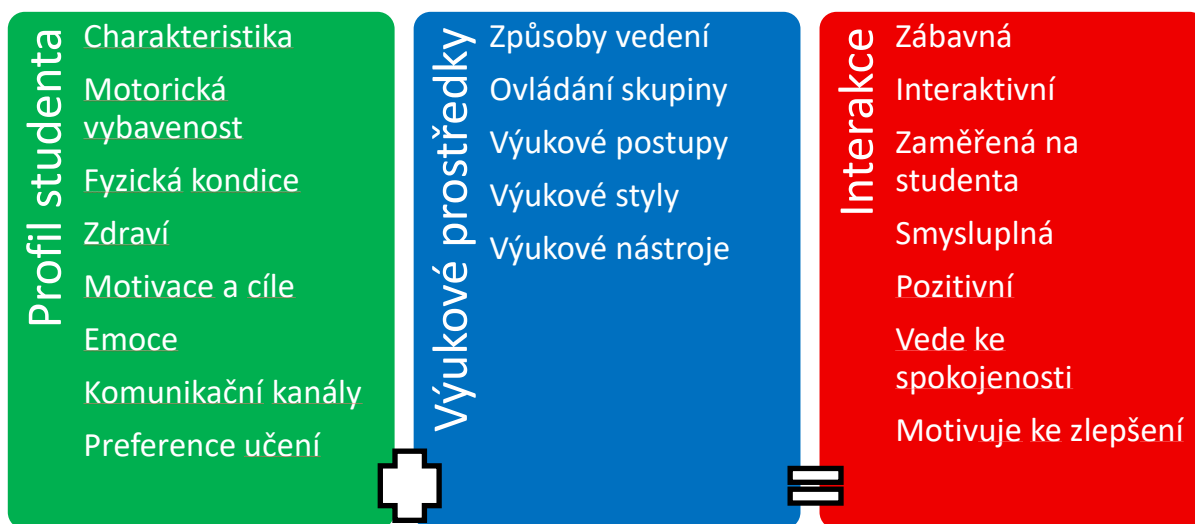 Profil studenta
Charakteristika
Motorická
vybavenost
Fyzická kondice
Zdraví
Motivace a cíle
Emoce
Komunikační kanály
Preference učení
Výukové prostředky
Způsoby vedení
Ovládání skupiny
Výukové postupy
Výukové styly
Výukové nástroje
Interakce
Zábavná
Interaktivní
Zaměřená na
studenta
Smysluplná
Pozitivní
Vede ke
spokojenosti
Motivuje ke zlepšení